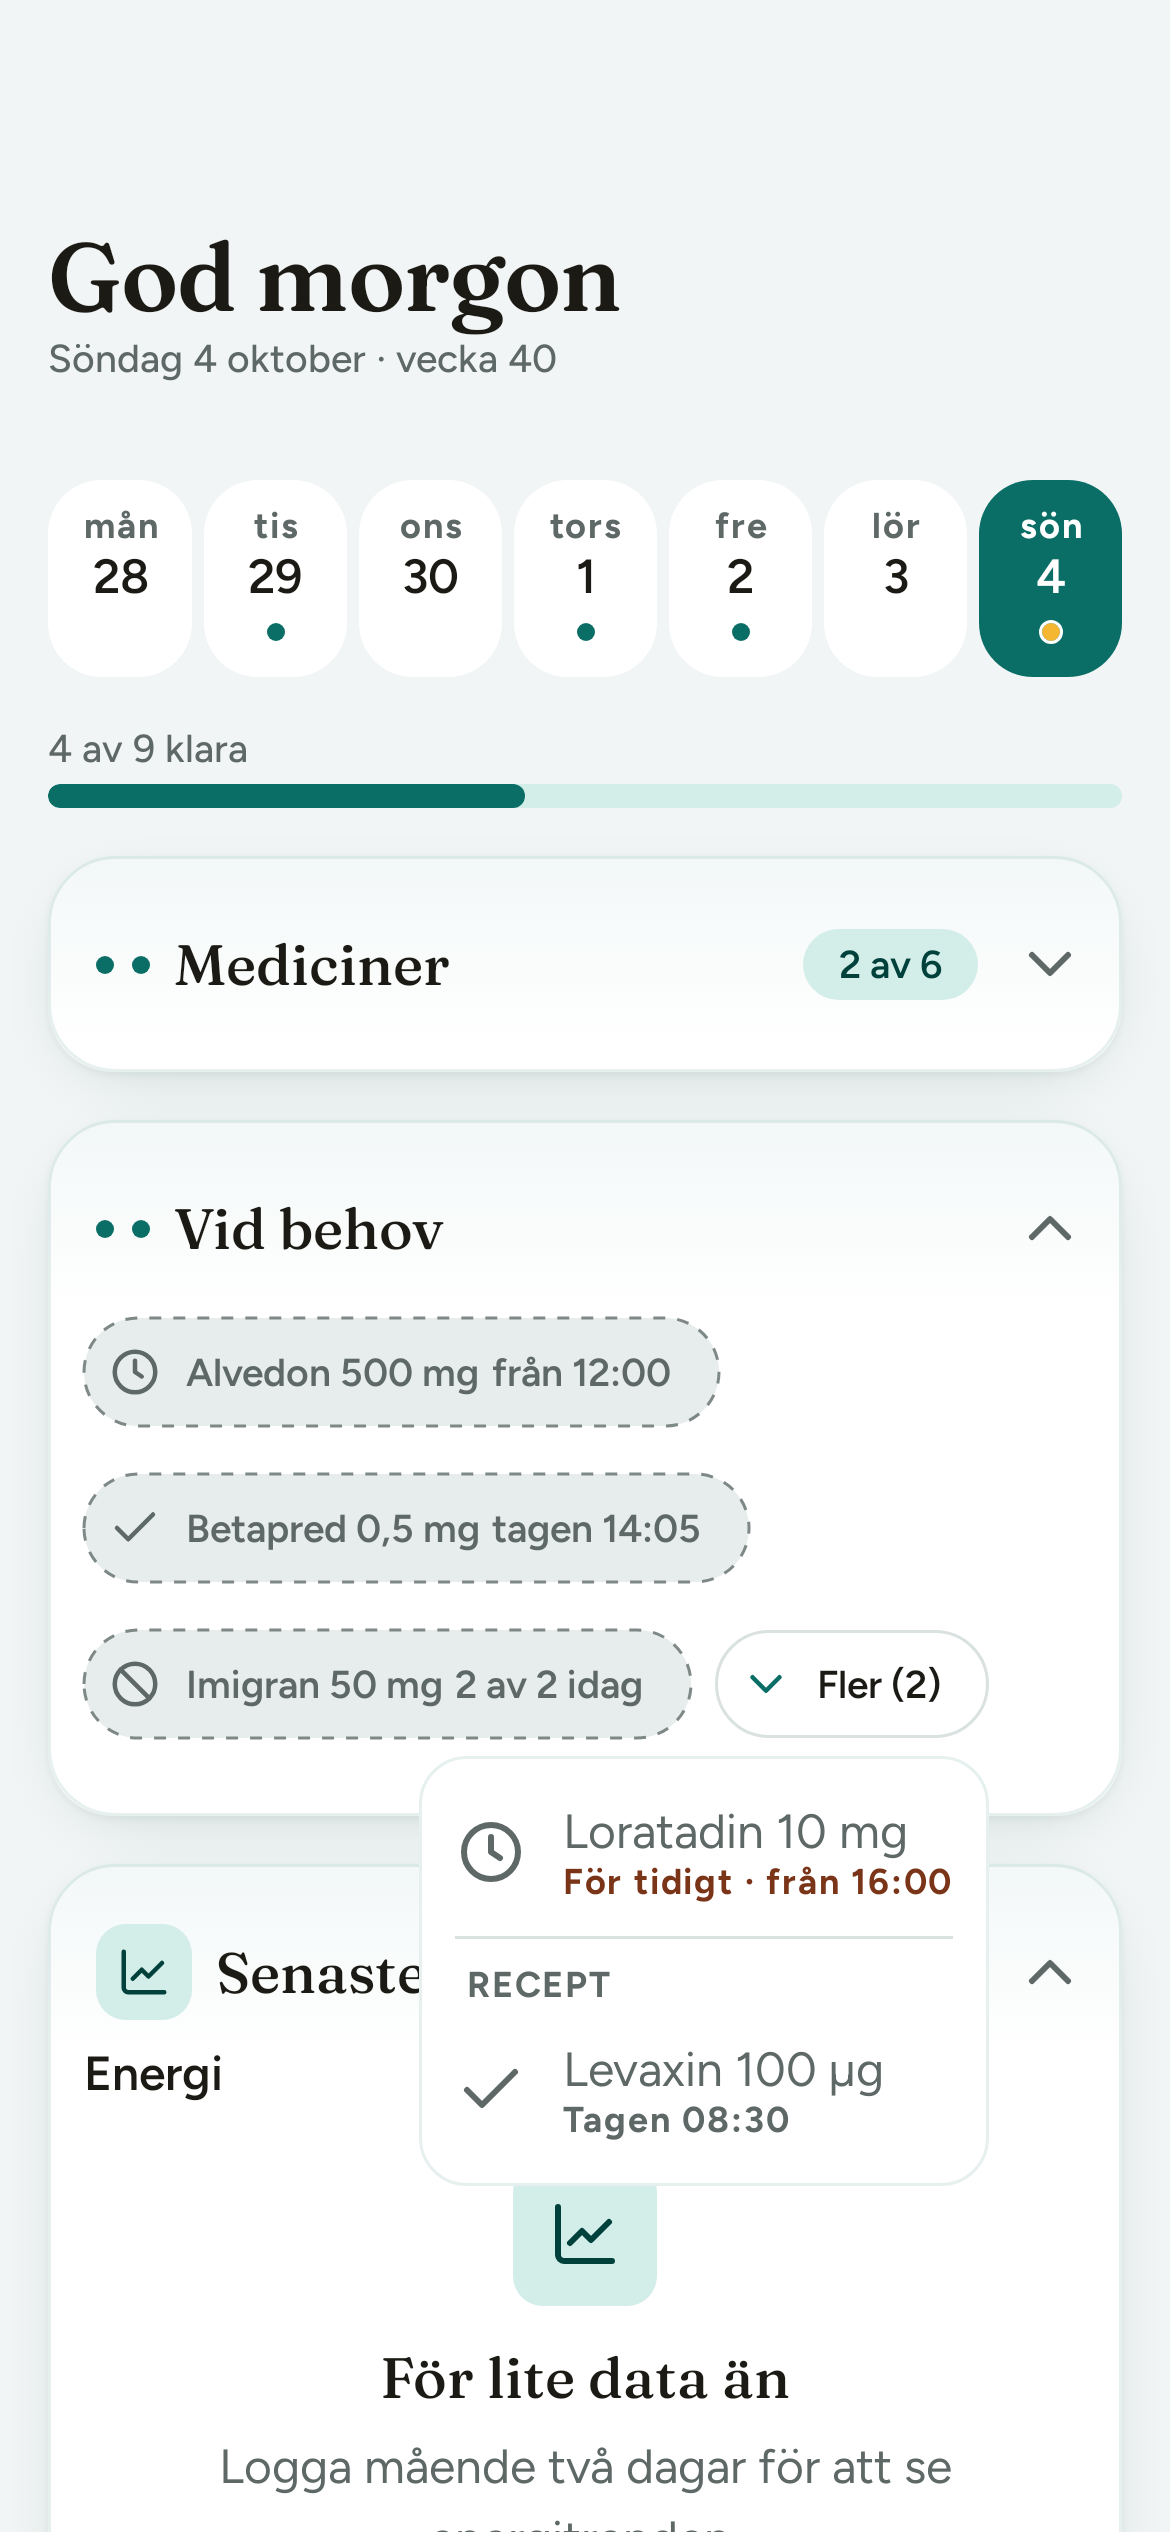 God morgon
Söndag 4 oktober · vecka 40
mån tis ons tors fre lör sön
28 29 30 1 2 3 4
4 av 9 klara
Mediciner 2 av 6
Vid behov
Alvedon 500 mg från 12:00
Betapred 0,5 mg tagen 14:05
Imigran 50 mg 2 av 2 idag Fler (2)
Loratadin 10 mg
För tidigt · från 16:00
Senaste
RECEPT
Energi
Levaxin 100 µg
Tagen 08:30
För lite data än
Logga mående två dagar för att se